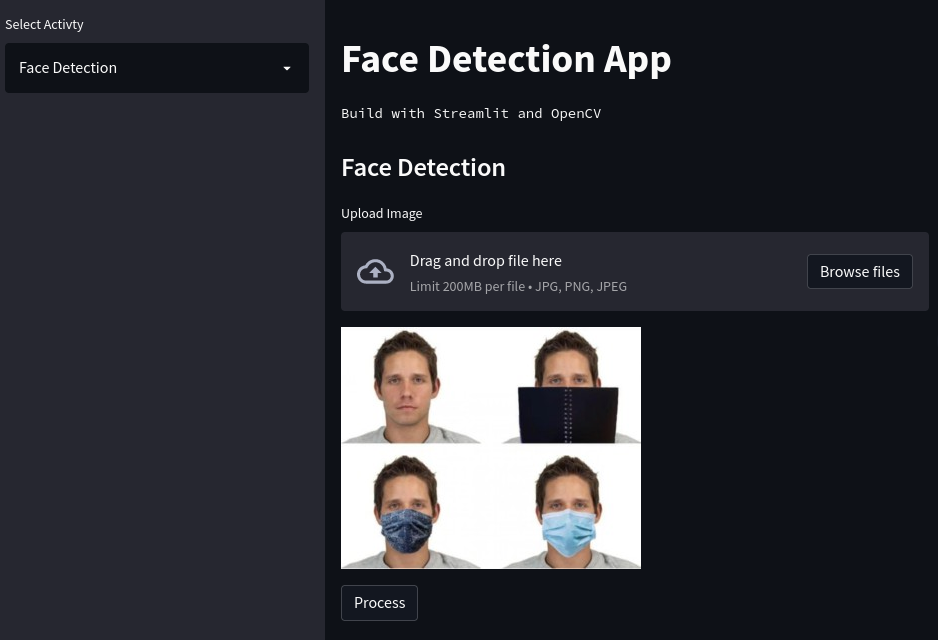 Select Activty
Face Detection
Face Detection App
Build with Streamlit and OpenCV
Face Detection
Upload Image
Drag and drop file here
Limit 200MB per file • JPG, PNG, JPEG
Browse files
Process